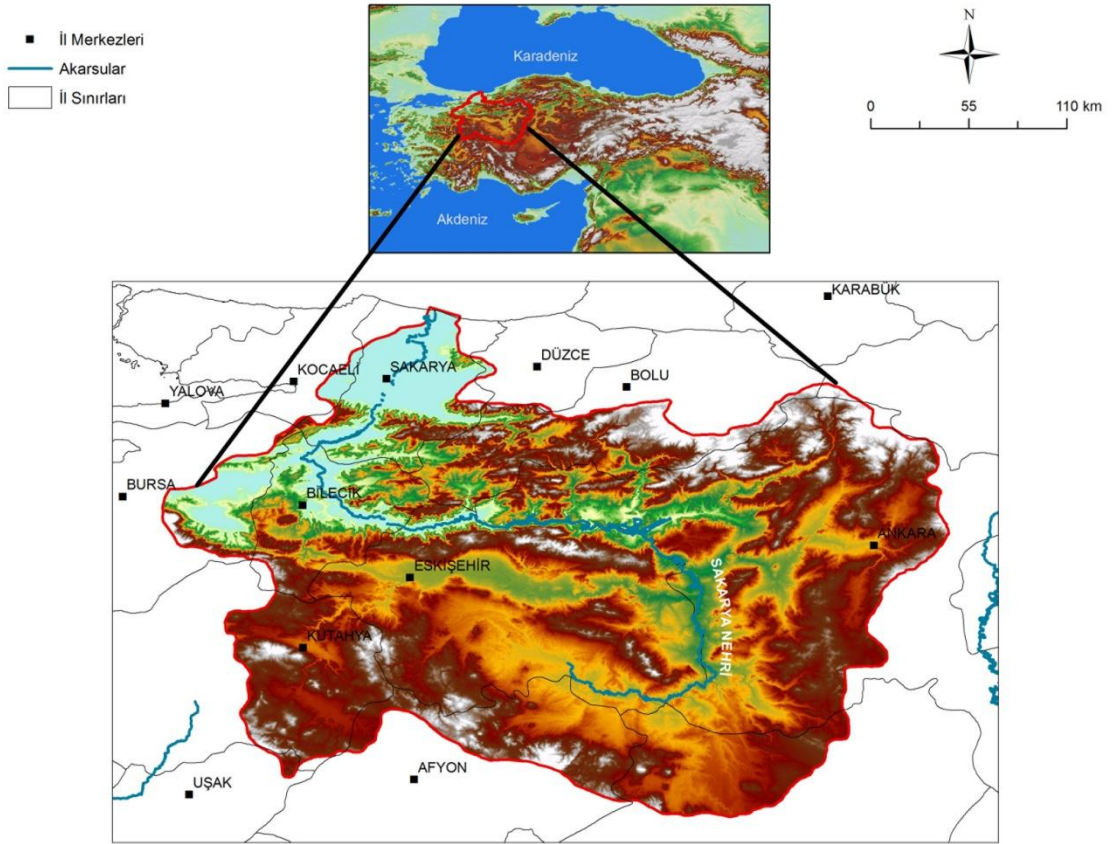 İl Merkezleri
Akarsular
İl Sınırları
Karadeniz
Akdeniz
N
0 55 110 km
KARABÜK
DÜZCE
KOCAELİ
SAKARYA
BOLU
YALOVA
BURSA
BİLECİK
ANKARA
ESKİŞEHİR
SAKARYA NEHRİ
KÜTAHYA
AFYON
UŞAK